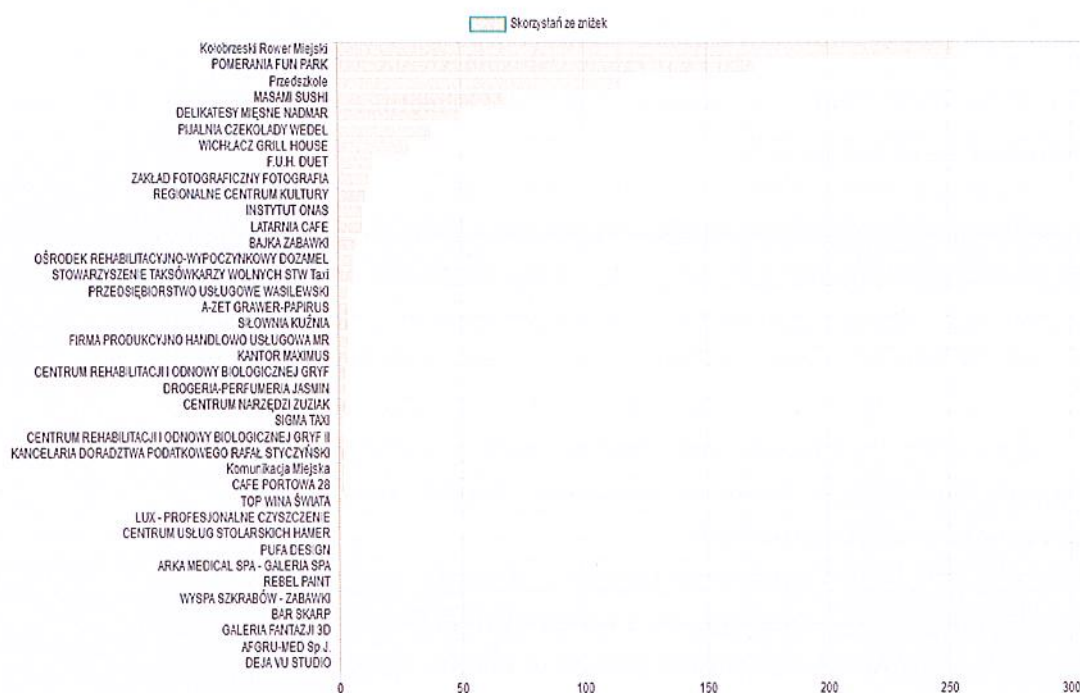 Skorzystań ze zniżek
Kołobrzeski Rower Miejski
POMERANIA FUN PARK
Przedszkole
MASAMI SUSHI
DELIKATESY MIĘSNE NADMAR
PIJALNIA CZEKOLADY WEDEL
WICHŁACZ GRILL HOUSE
F.U.H. DUET
ZAKŁAD FOTOGRAFICZNY FOTOGRAFIA
REGIONALNE CENTRUM KULTURY
INSTYTUT ONAS
LATARNIA CAFE
BAJKA ZABAWKI
OŚRODEK REHABILITACYJNO-WYPOCZYNKOWY DOZAMEL
STOWARZYSZENIE TAKSÓWKARZY WOLNYCH STW Taxi
PRZEDSIĘBIORSTWO USŁUGOWE WASILEWSKI
A-ZET GRAWER-PAPIRUS
SIŁOWNIA KUŹNIA
FIRMA PRODUKCYJNO HANDLOWO USŁUGOWA MR
KANTOR MAXIMUS
CENTRUM REHABILITACJI I ODNOWY BIOLOGICZNEJ GRYF
DROGERIA-PERFUMERIA JASMIN
CENTRUM NARZĘDZI ZUZIAK
SIGMA TAXI
CENTRUM REHABILITACJI I ODNOWY BIOLOGICZNEJ GRYF II
KANCELARIA DORADZTWA PODATKOWEGO RAFAŁ STYCZYŃSKI
Komunikacja Miejska
CAFE PORTOWA 28
TOP WINA ŚWIATA
LUX - PROFESJONALNE CZYSZCZENIE
CENTRUM USŁUG STOLARSKICH HAMER
PUFA DESIGN
ARKA MEDICAL SPA - GALERIA SPA
REBEL PAINT
WYSPA SZKRABÓW - ZABAWKI
BAR SKARP
GALERIA FANTAZJI 3D
AFGRU-MED Sp J.
DEJA VU STUDIO
0 50 100 150 200 250 300